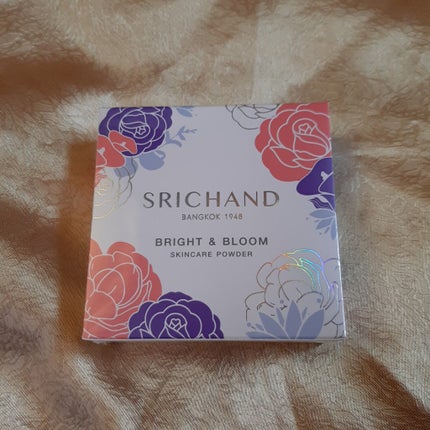 SRICHAND
BANGKOK 1948
BRIGHT & BLOOM
SKINCARE POWDER